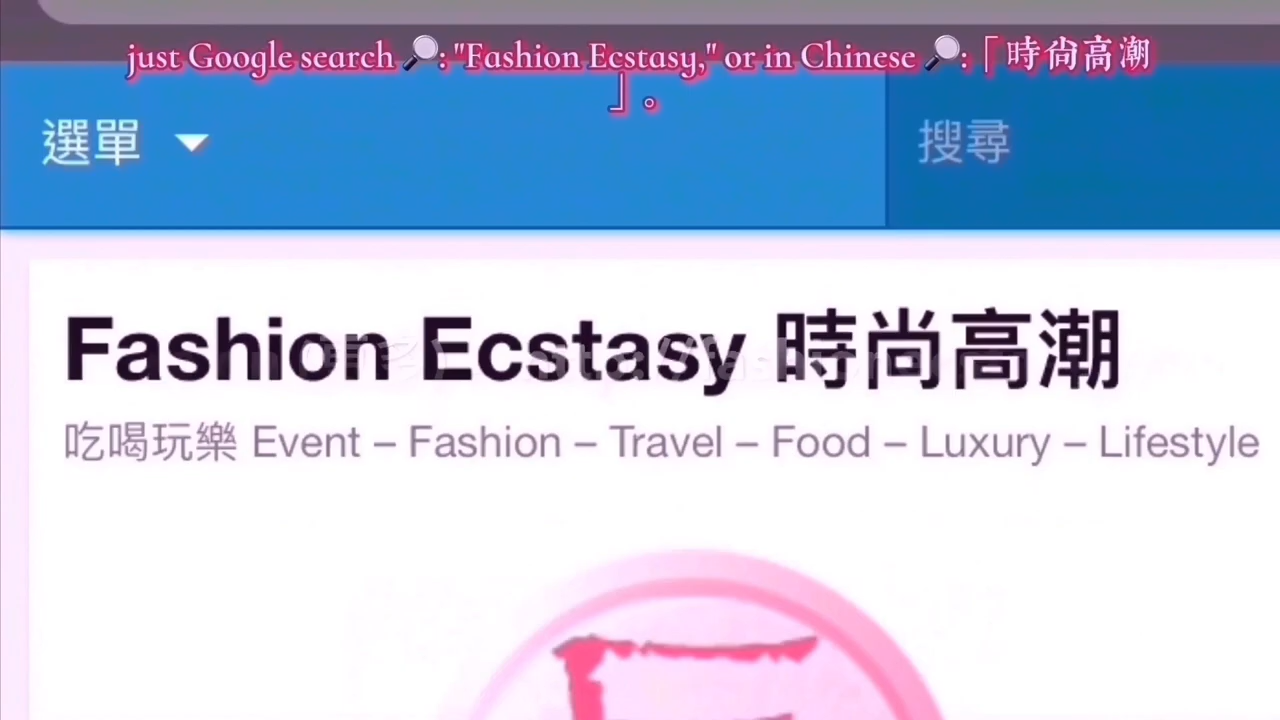 just Google search 🔎: "Fashion Ecstasy," or in Chinese 🔎:「時尚高潮
」。
選單
搜尋
Fashion Ecstasy 時尚高潮
吃喝玩樂 Event – Fashion – Travel – Food – Luxury – Lifestyle